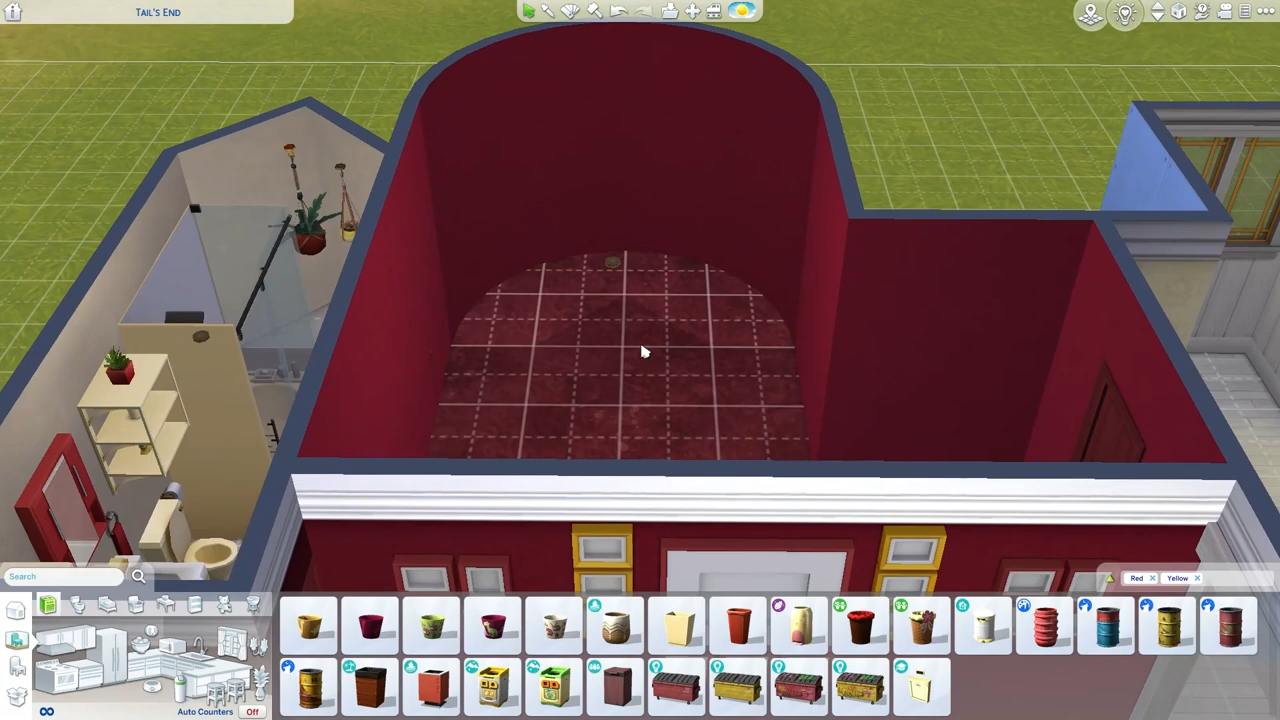 TAIL'S END
Search
Red
Yellow
Auto Counters
Off